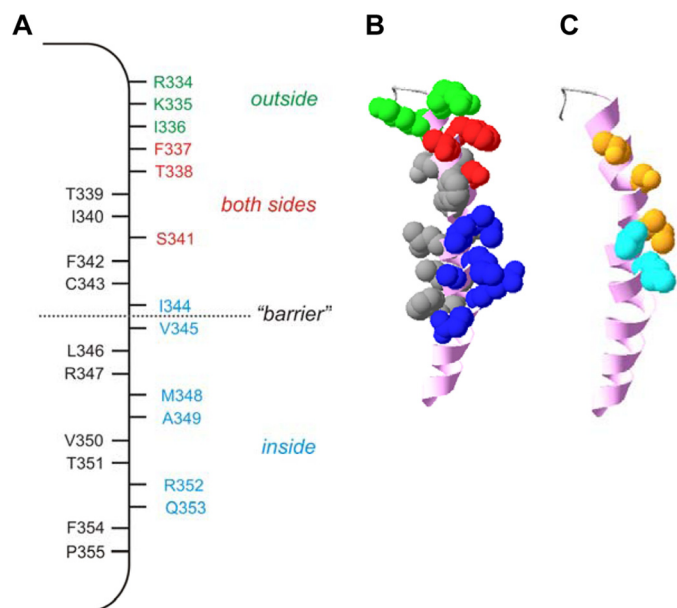 A
B
C
R334
K335
outside
I336
F337
T338
T339
both sides
I340
S341
F342
C343
I344
"barrier"
V345
L346
R347
M348
A349
V350
inside
T351
R352
Q353
F354
P355